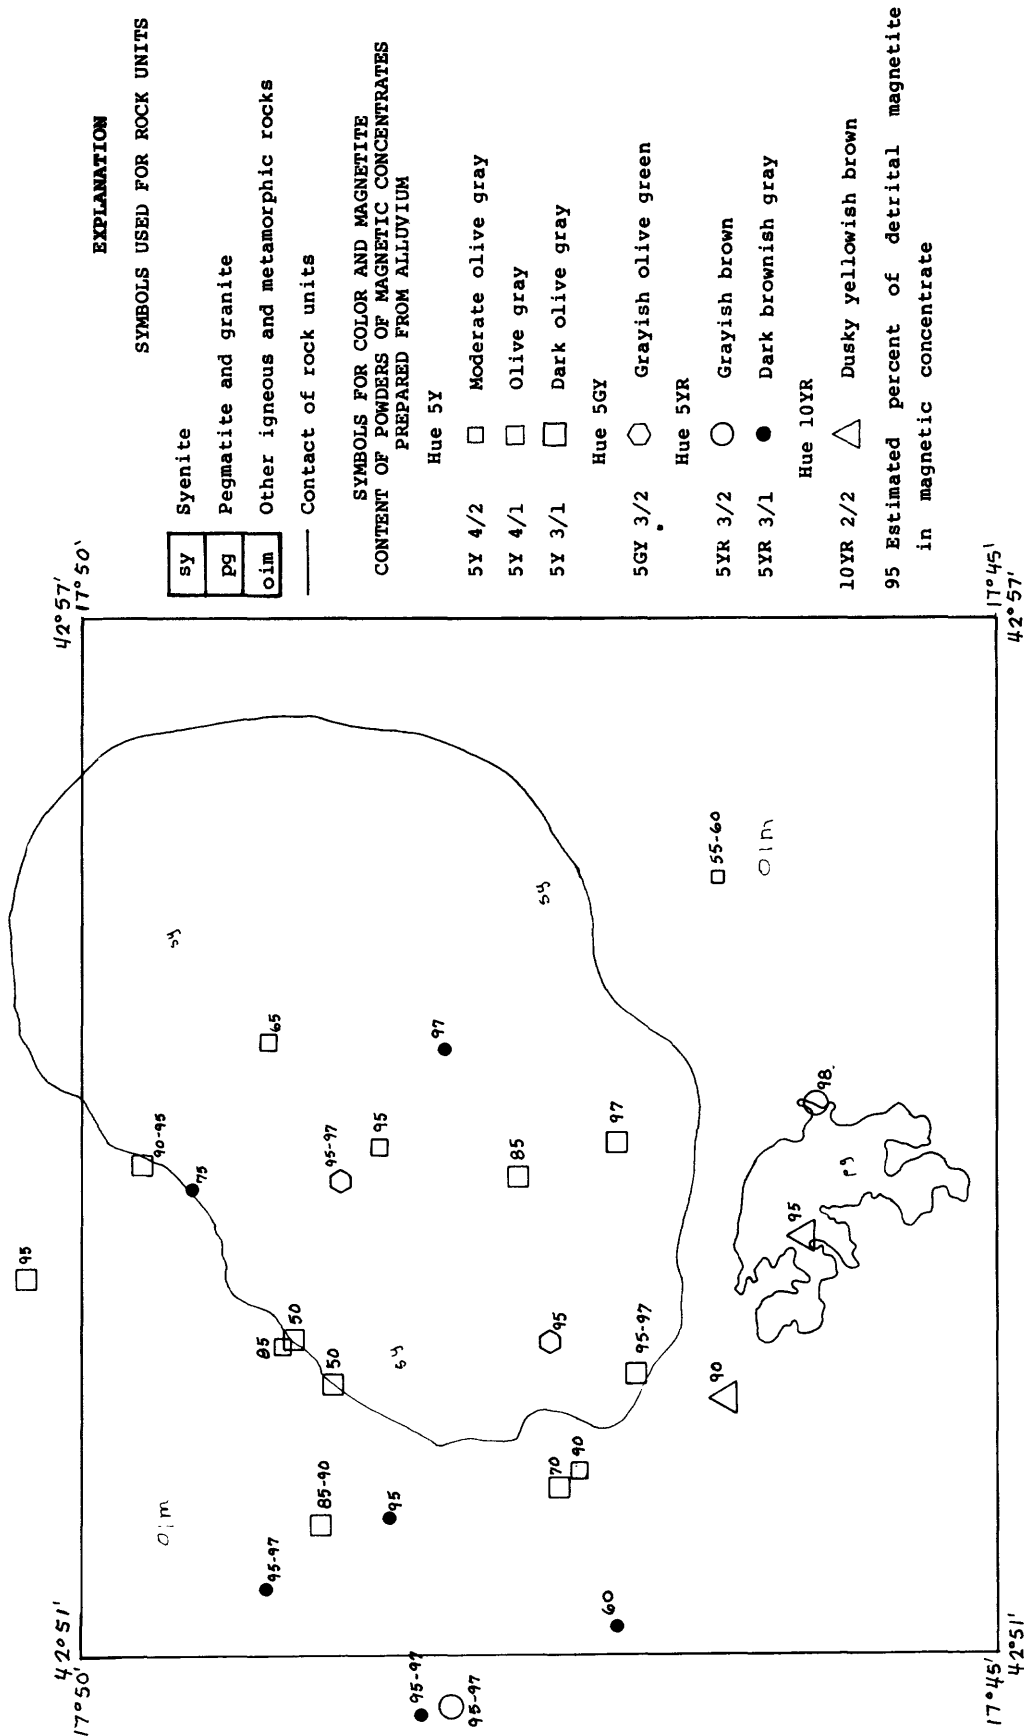 EXPLANATION
SYMBOLS USED FOR ROCK UNITS
sy Syenite
pg Pegmatite and granite
oim Other igneous and metamorphic rocks
Contact of rock units
SYMBOLS FOR COLOR AND MAGNETITE
CONTENT OF POWDERS OF MAGNETIC CONCENTRATES
PREPARED FROM ALLUVIUM
Hue 5Y
5Y 4/2 Moderate olive gray
5Y 4/1 Olive gray
5Y 3/1 Dark olive gray
Hue 5GY
5GY 3/2 Grayish olive green
Hue 5YR
5YR 3/2 Grayish brown
5YR 3/1 Dark brownish gray
Hue 10YR
10YR 2/2 Dusky yellowish brown
95 Estimated percent of detrital magnetite
in magnetic concentrate
42°51'
17°50'
42°57'
17°50'
95
90-95
75
sy
oim
95-97
65
85
50
50
95-97
85-90
95
95
sy
97
95-97
95-97
85
sy
95
70
90
97
60
95-97
90
55-60
oim
95
98
pg
17°45'
42°51'
17°45'
42°57'